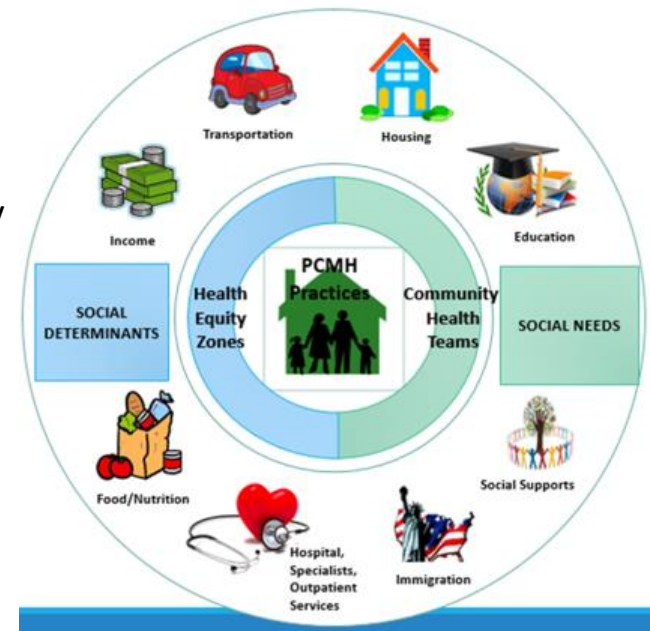 Transportation
Housing
Income
Education
SOCIAL
DETERMINANTS
Health
Equity
Zones
PCMH
Practices
Community
Health
Teams
SOCIAL NEEDS
Food/Nutrition
Social Supports
Hospital,
Specialists,
Outpatient
Services
Immigration